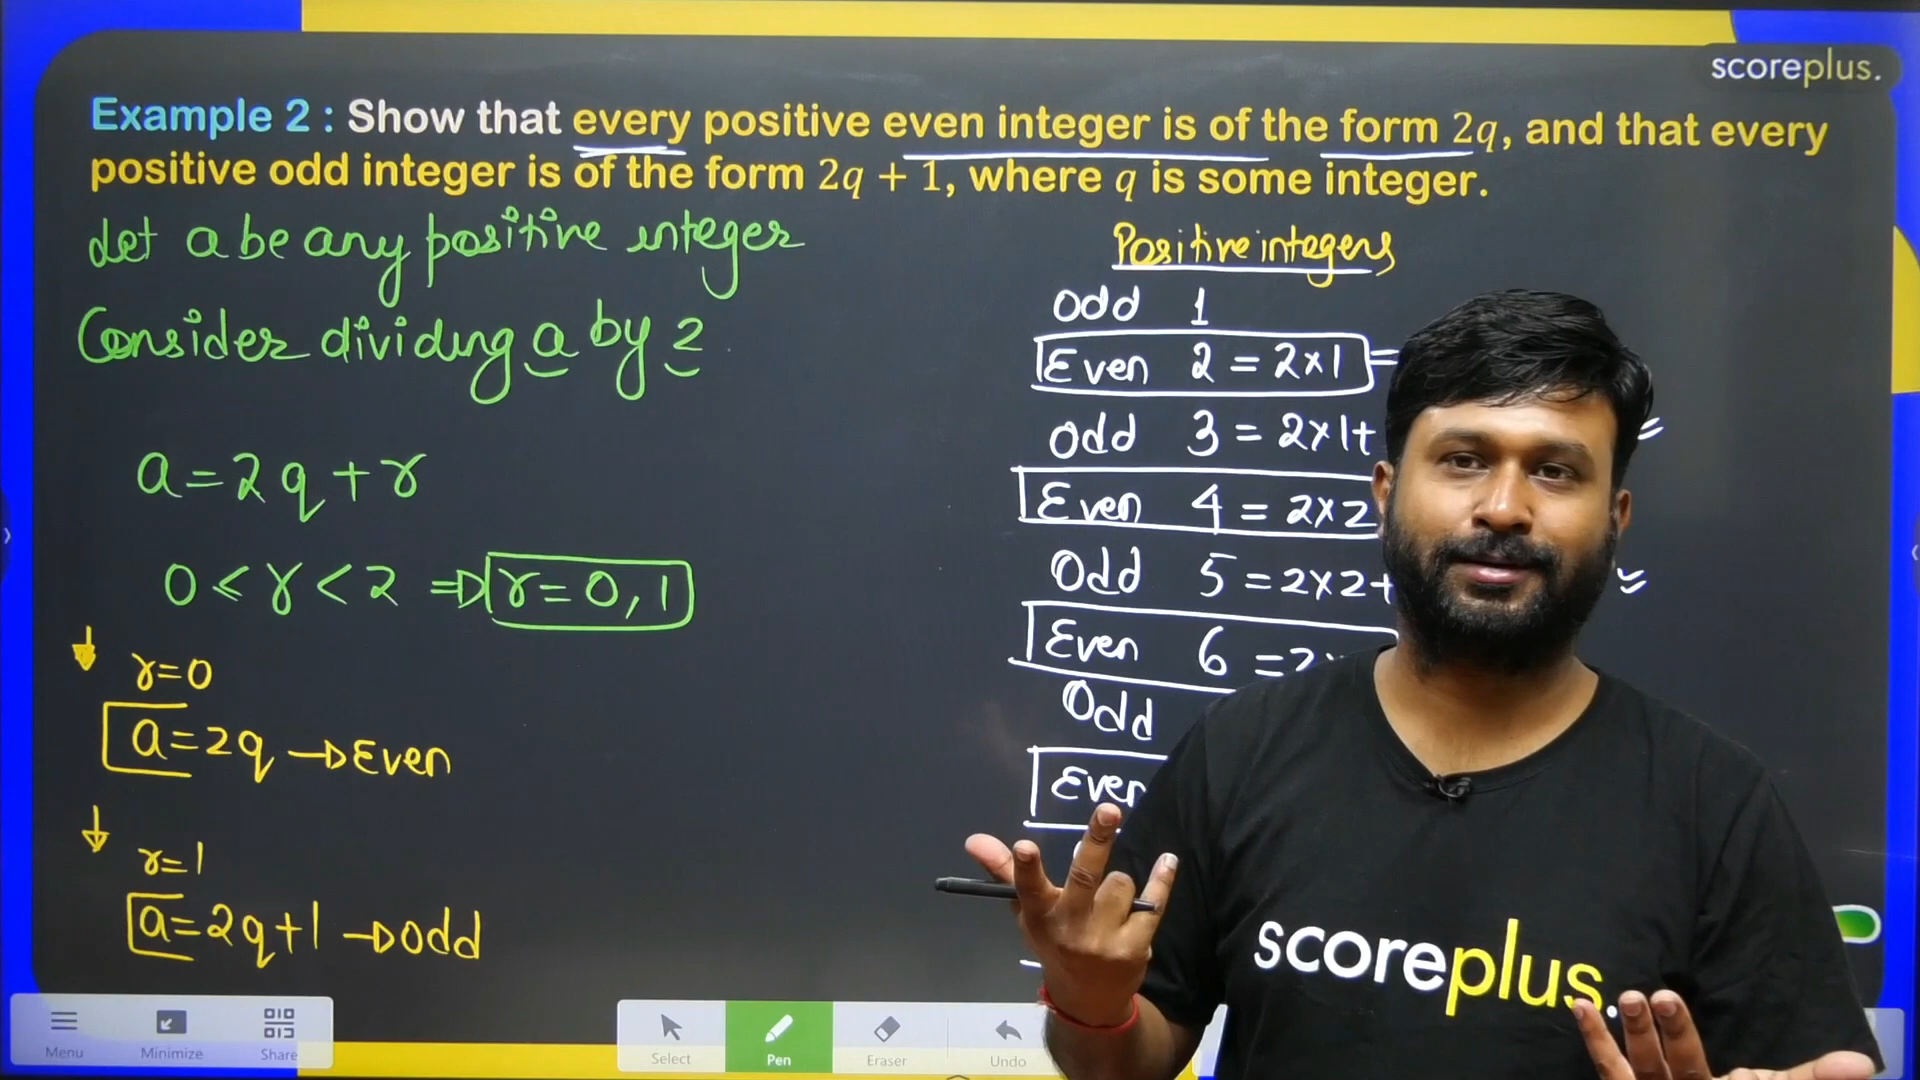 scoreplus.
Example 2 : Show that every positive even integer is of the form 2q, and that every
positive odd integer is of the form 2q + 1, where q is some integer.
Let a be any positive integer
Consider dividing a by 2
a=2q+r
0<r<2 ⇒ r=0,1
r=0
a=2q → Even
r=1
a=2q+1 → odd
Positive integers
odd 1
Even 2 = 2×1 =
odd 3 = 2×1+ =
Even 4 = 2×2
Odd 5 = 2×2+
Even 6 =2
Odd
Even
scoreplus.
Menu
Minimize
Share
Select
Pen
Eraser
Undo